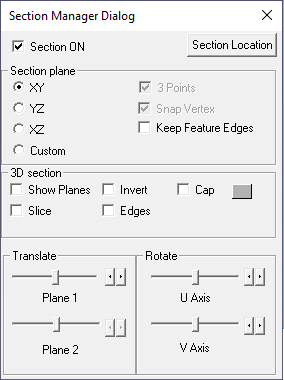 Section Manager Dialog
Section ON
Section Location
Section plane
XY
3 Points
YZ
Snap Vertex
XZ
Keep Feature Edges
Custom
3D section
Show Planes
Invert
Cap
Slice
Edges
Translate
Rotate
Plane 1
U Axis
Plane 2
V Axis